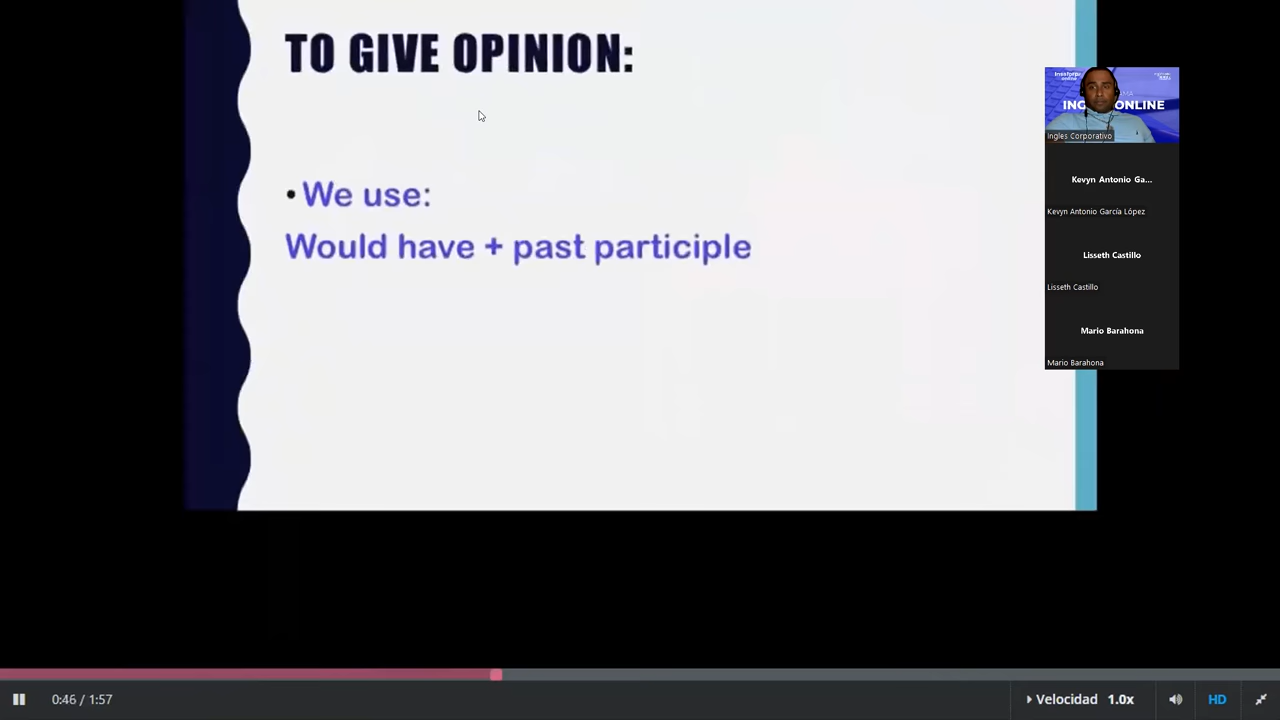 TO GIVE OPINION:
• We use:
Would have + past participle
INGLES ONLINE
Ingles Corporativo
Kevyn Antonio Ga...
Kevyn Antonio García López
Lisseth Castillo
Lisseth Castillo
Mario Barahona
Mario Barahona
0:46 / 1:57
Velocidad 1.0x
HD